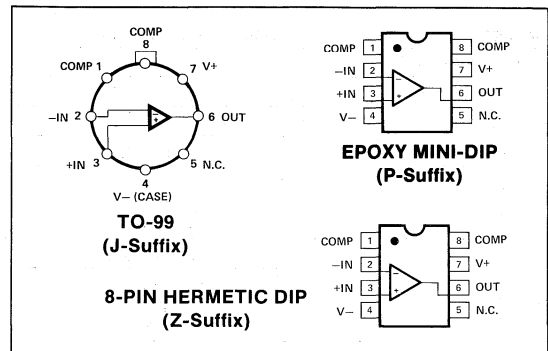 COMP
8
COMP 1
7 V+
−IN 2
− +
6 OUT
+IN 3
5 N.C.
4
V− (CASE)
TO-99
(J-Suffix)
COMP 1 8 COMP
−IN 2 − 7 V+
+IN 3 + 6 OUT
V− 4 5 N.C.
EPOXY MINI-DIP
(P-Suffix)
COMP 1 8 COMP
−IN 2 − 7 V+
+IN 3 + 6 OUT
V− 4 5 N.C.
8-PIN HERMETIC DIP
(Z-Suffix)